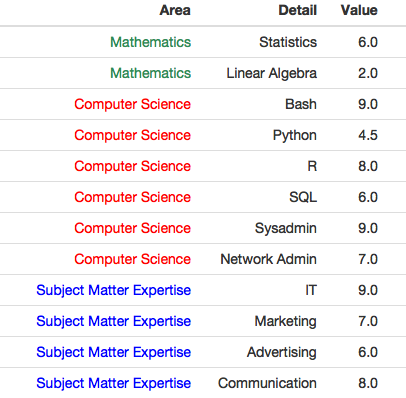 Area Detail Value
Mathematics Statistics 6.0
Mathematics Linear Algebra 2.0
Computer Science Bash 9.0
Computer Science Python 4.5
Computer Science R 8.0
Computer Science SQL 6.0
Computer Science Sysadmin 9.0
Computer Science Network Admin 7.0
Subject Matter Expertise IT 9.0
Subject Matter Expertise Marketing 7.0
Subject Matter Expertise Advertising 6.0
Subject Matter Expertise Communication 8.0